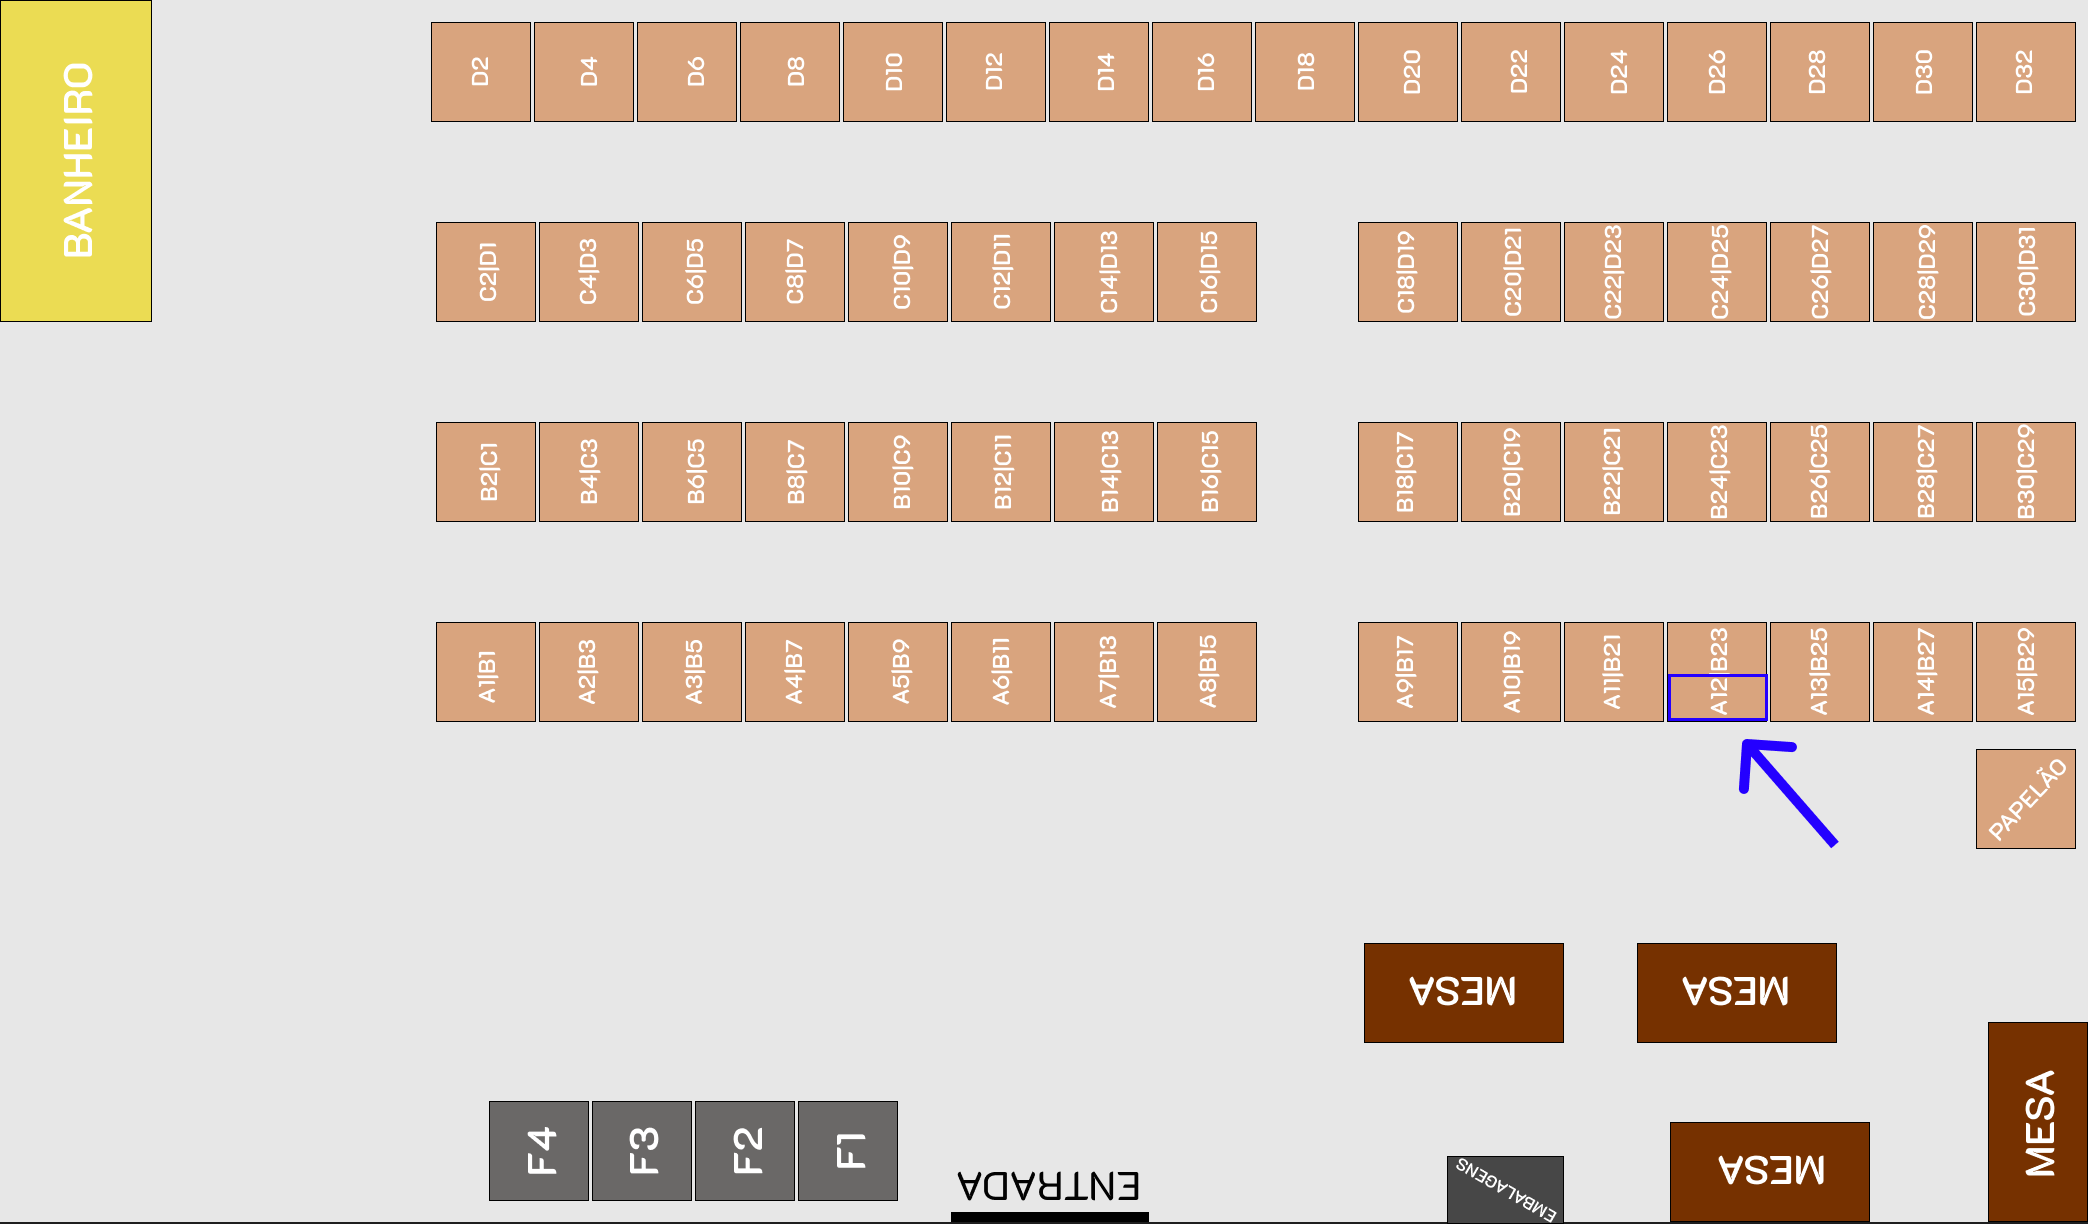 BANHEIRO
D2
D4
D6
D8
D10
D12
D14
D16
D18
D20
D22
D24
D26
D28
D30
D32
C2|D1
C4|D3
C6|D5
C8|D7
C10|D9
C12|D11
C14|D13
C16|D15
C18|D19
C20|D21
C22|D23
C24|D25
C26|D27
C28|D29
C30|D31
B2|C1
B4|C3
B6|C5
B8|C7
B10|C9
B12|C11
B14|C13
B16|C15
B18|C17
B20|C19
B22|C21
B24|C23
B26|C25
B28|C27
B30|C29
A1|B1
A2|B3
A3|B5
A4|B7
A5|B9
A6|B11
A7|B13
A8|B15
A9|B17
A10|B19
A11|B21
A12|B23
A13|B25
A14|B27
A15|B29
PAPELÃO
MESA
MESA
MESA
MESA
F4
F3
F2
F1
ENTRADA
EMBALAGENS